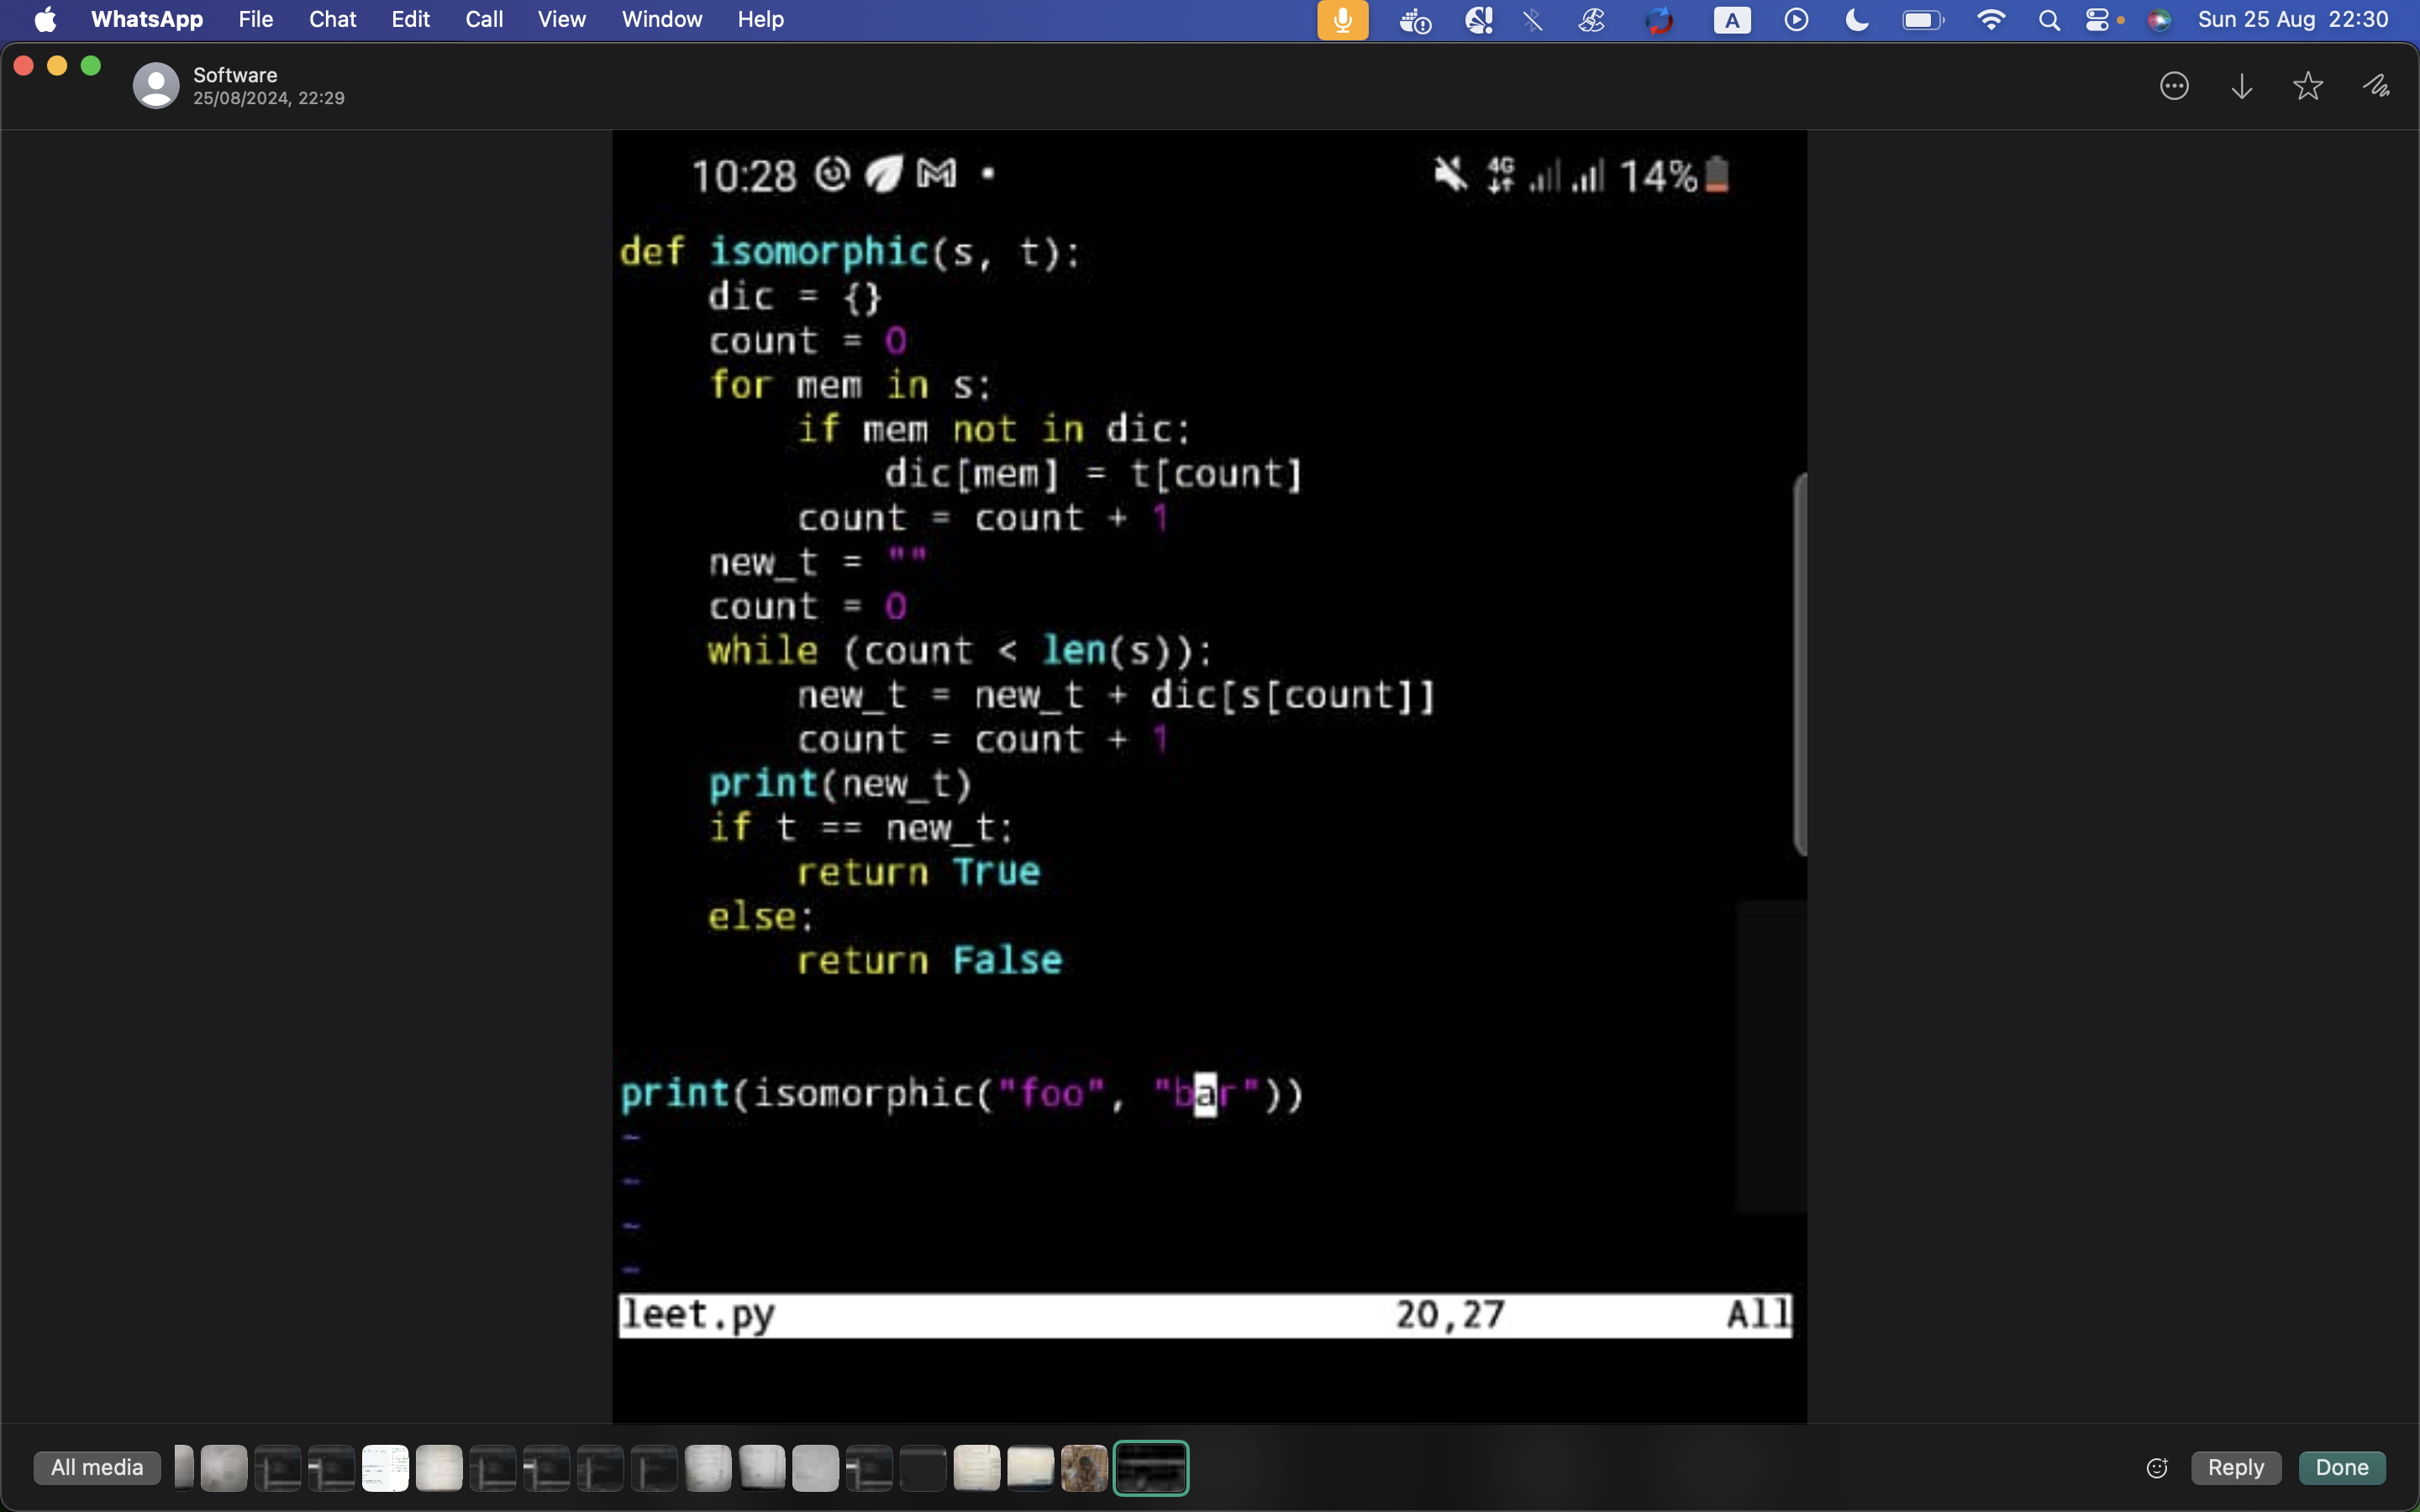 WhatsApp File Chat Edit Call View Window Help A Sun 25 Aug 22:30
Software
25/08/2024, 22:29
10:28 4G 14%
def isomorphic(s, t):
    dic = {}
    count = 0
    for mem in s:
        if mem not in dic:
            dic[mem] = t[count]
        count = count + 1
    new_t = ""
    count = 0
    while (count < len(s)):
        new_t = new_t + dic[s[count]]
        count = count + 1
    print(new_t)
    if t == new_t:
        return True
    else:
        return False
print(isomorphic("foo", "bar"))
~
~
~
~
leet.py 20,27 All
All media Reply Done